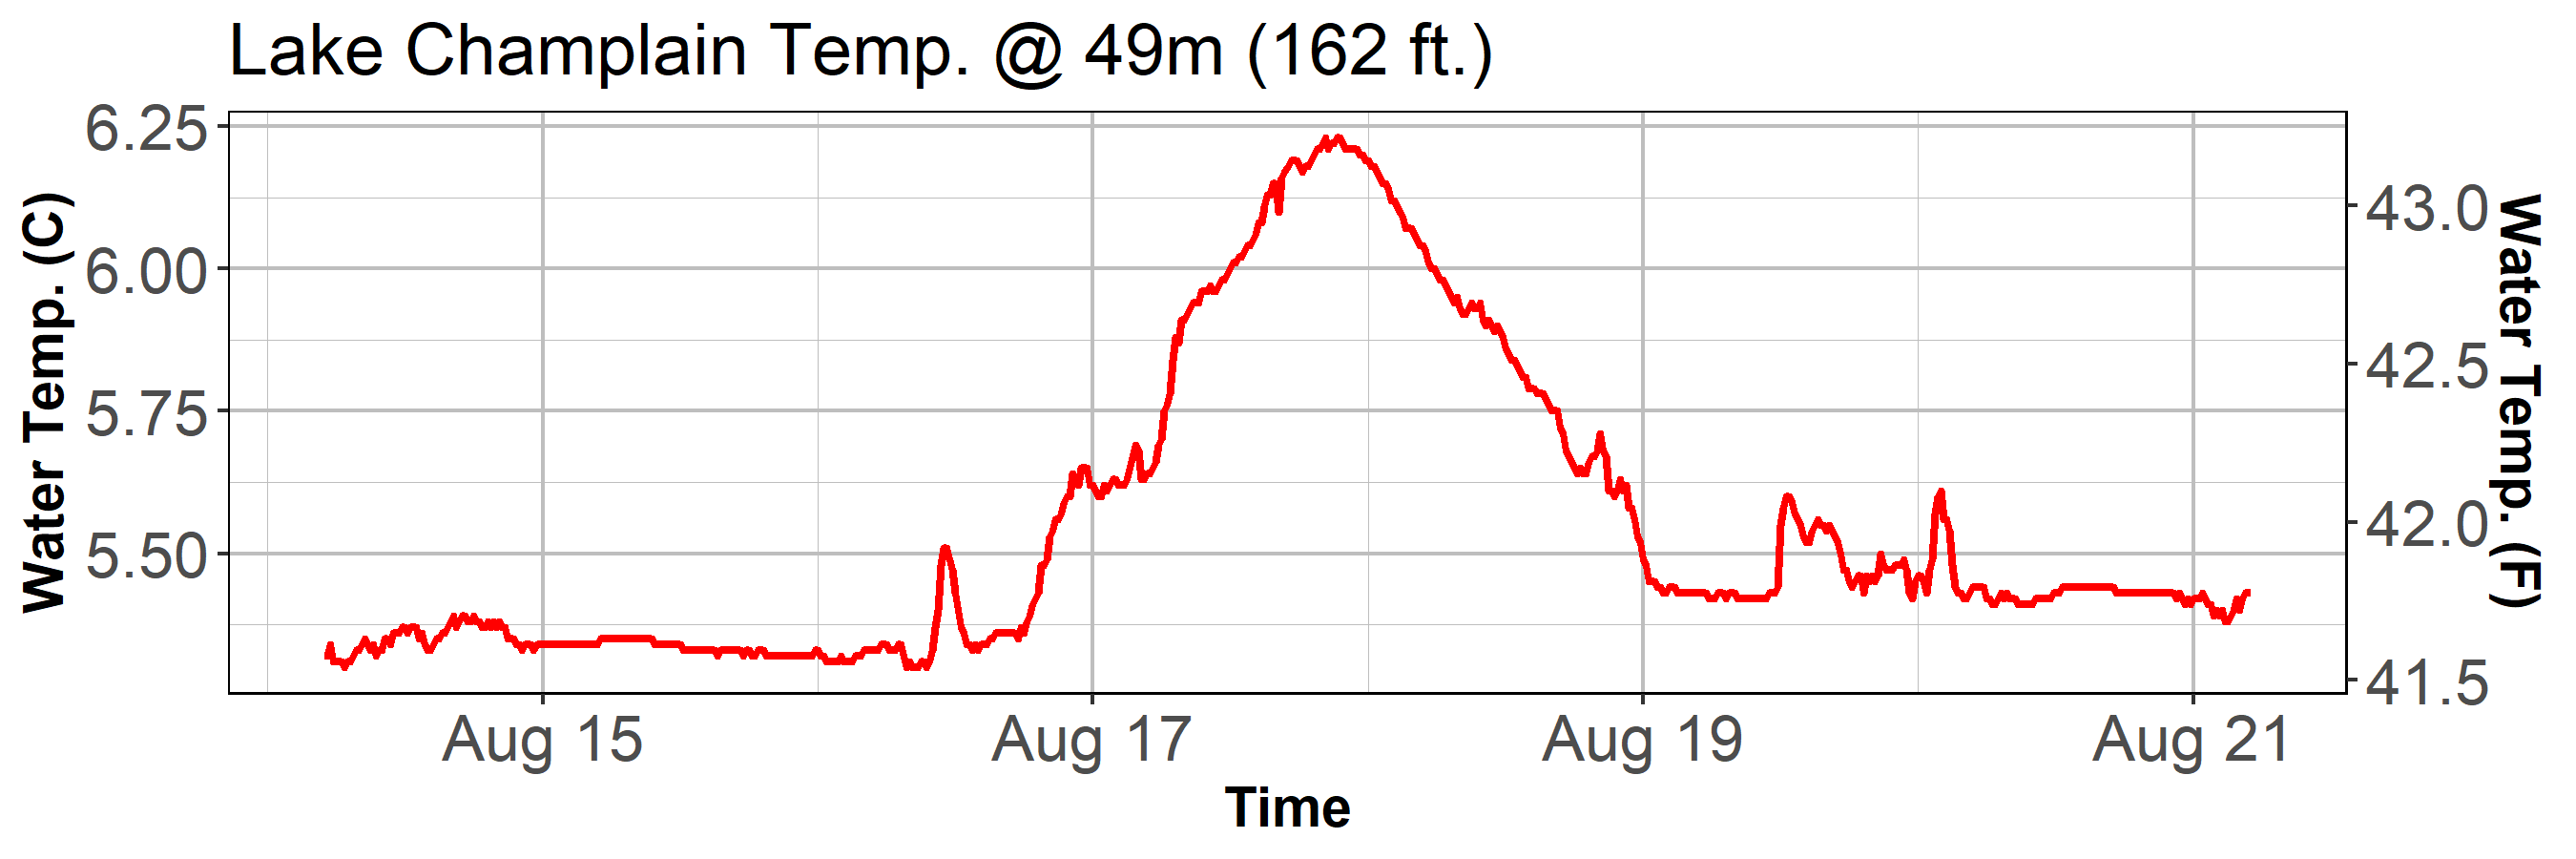 Lake Champlain Temp. @ 49m (162 ft.)
Water Temp. (C)
6.25
6.00
5.75
5.50
43.0
42.5
42.0
41.5
Water Temp. (F)
Aug 15 Aug 17 Aug 19 Aug 21
Time